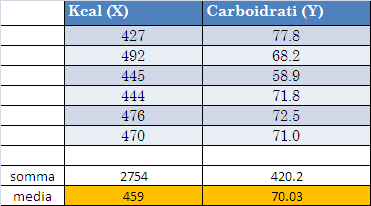 Kcal (X) Carboidrati (Y)
427 77.8
492 68.2
445 58.9
444 71.8
476 72.5
470 71.0
somma 2754 420.2
media 459 70.03